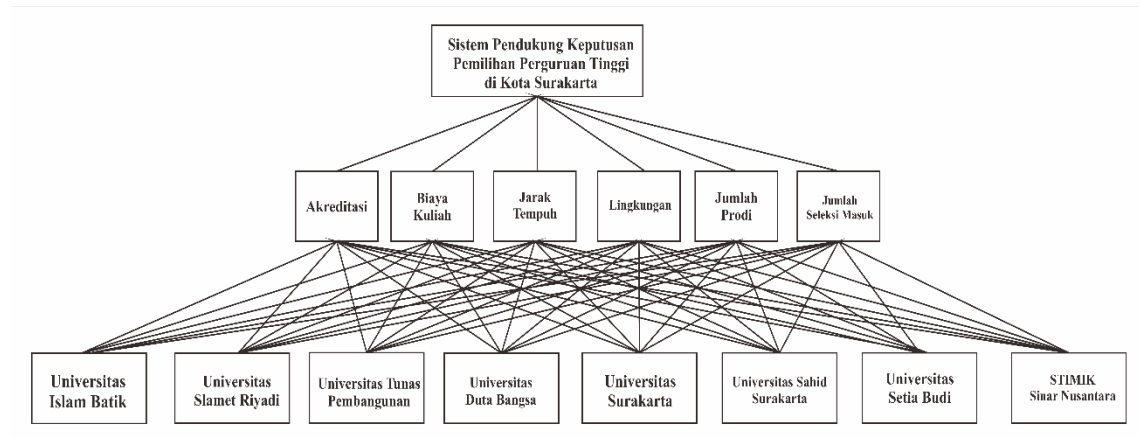 Sistem Pendukung Keputusan
Pemilihan Perguruan Tinggi
di Kota Surakarta
Akreditasi
Biaya
Kuliah
Jarak
Tempuh
Lingkungan
Jumlah
Prodi
Jumlah
Seleksi Masuk
Universitas
Islam Batik
Universitas
Slamet Riyadi
Universitas Tunas
Pembangunan
Universitas
Duta Bangsa
Universitas
Surakarta
Universitas Sahid
Surakarta
Universitas
Setia Budi
STIMIK
Sinar Nusantara